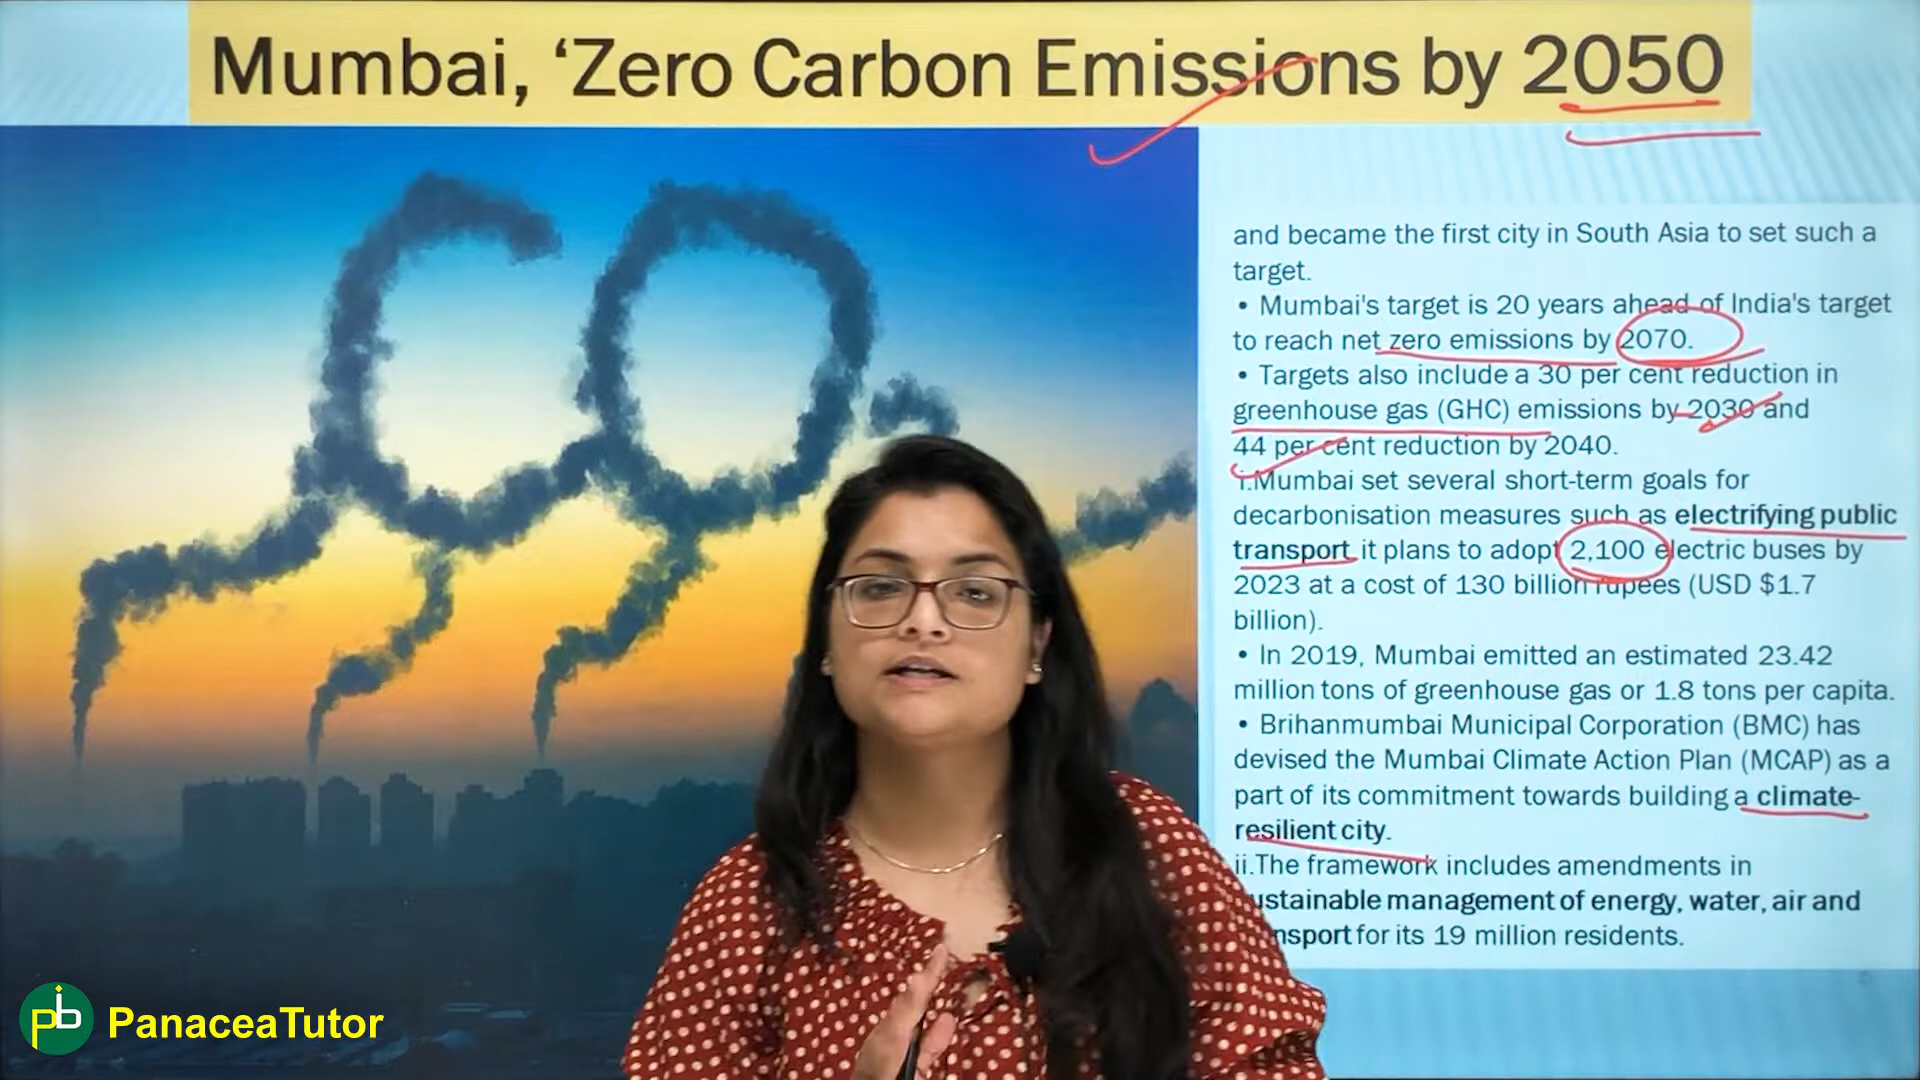 Mumbai, ‘Zero Carbon Emissions by 2050
and became the first city in South Asia to set such a
target.
• Mumbai's target is 20 years ahead of India's target
to reach net zero emissions by 2070.
• Targets also include a 30 per cent reduction in
greenhouse gas (GHC) emissions by 2030 and
44 per cent reduction by 2040.
i.Mumbai set several short-term goals for
decarbonisation measures such as electrifying public
transport it plans to adopt 2,100 electric buses by
2023 at a cost of 130 billion rupees (USD $1.7
billion).
• In 2019, Mumbai emitted an estimated 23.42
million tons of greenhouse gas or 1.8 tons per capita.
• Brihanmumbai Municipal Corporation (BMC) has
devised the Mumbai Climate Action Plan (MCAP) as a
part of its commitment towards building a climate-
resilient city.
ii.The framework includes amendments in
sustainable management of energy, water, air and
nsport for its 19 million residents.
pb PanaceaTutor